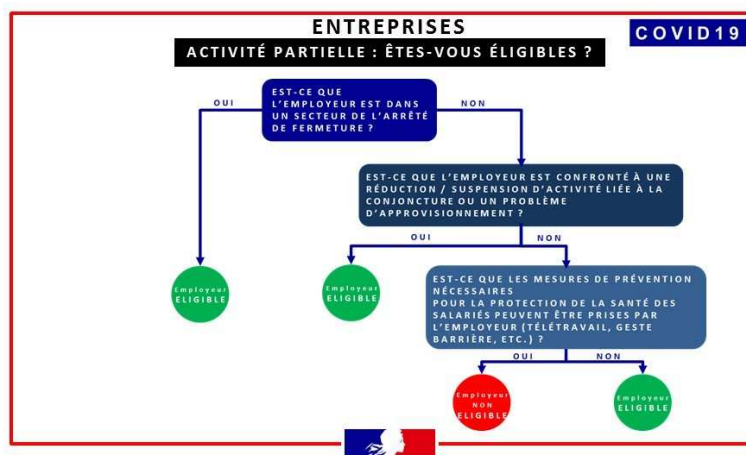 ENTREPRISES
COVID19
ACTIVITÉ PARTIELLE : ÊTES-VOUS ÉLIGIBLES ?
EST-CE QUE
L'EMPLOYEUR EST DANS
UN SECTEUR DE L'ARRÊTÉ
DE FERMETURE ?
OUI
NON
EST-CE QUE L'EMPLOYEUR EST CONFRONTÉ À UNE
RÉDUCTION / SUSPENSION D'ACTIVITÉ LIÉE À LA
CONJONCTURE OU UN PROBLÈME
D'APPROVISIONNEMENT ?
OUI
NON
Employeur
ELIGIBLE
Employeur
ELIGIBLE
EST-CE QUE LES MESURES DE PRÉVENTION
NÉCESSAIRES
POUR LA PROTECTION DE LA SANTÉ DES
SALARIÉS PEUVENT ÊTRE PRISES PAR
L'EMPLOYEUR (TÉLÉTRAVAIL, GESTE
BARRIÈRE, ETC.) ?
OUI
NON
Employeur
NON
ELIGIBLE
Employeur
ELIGIBLE